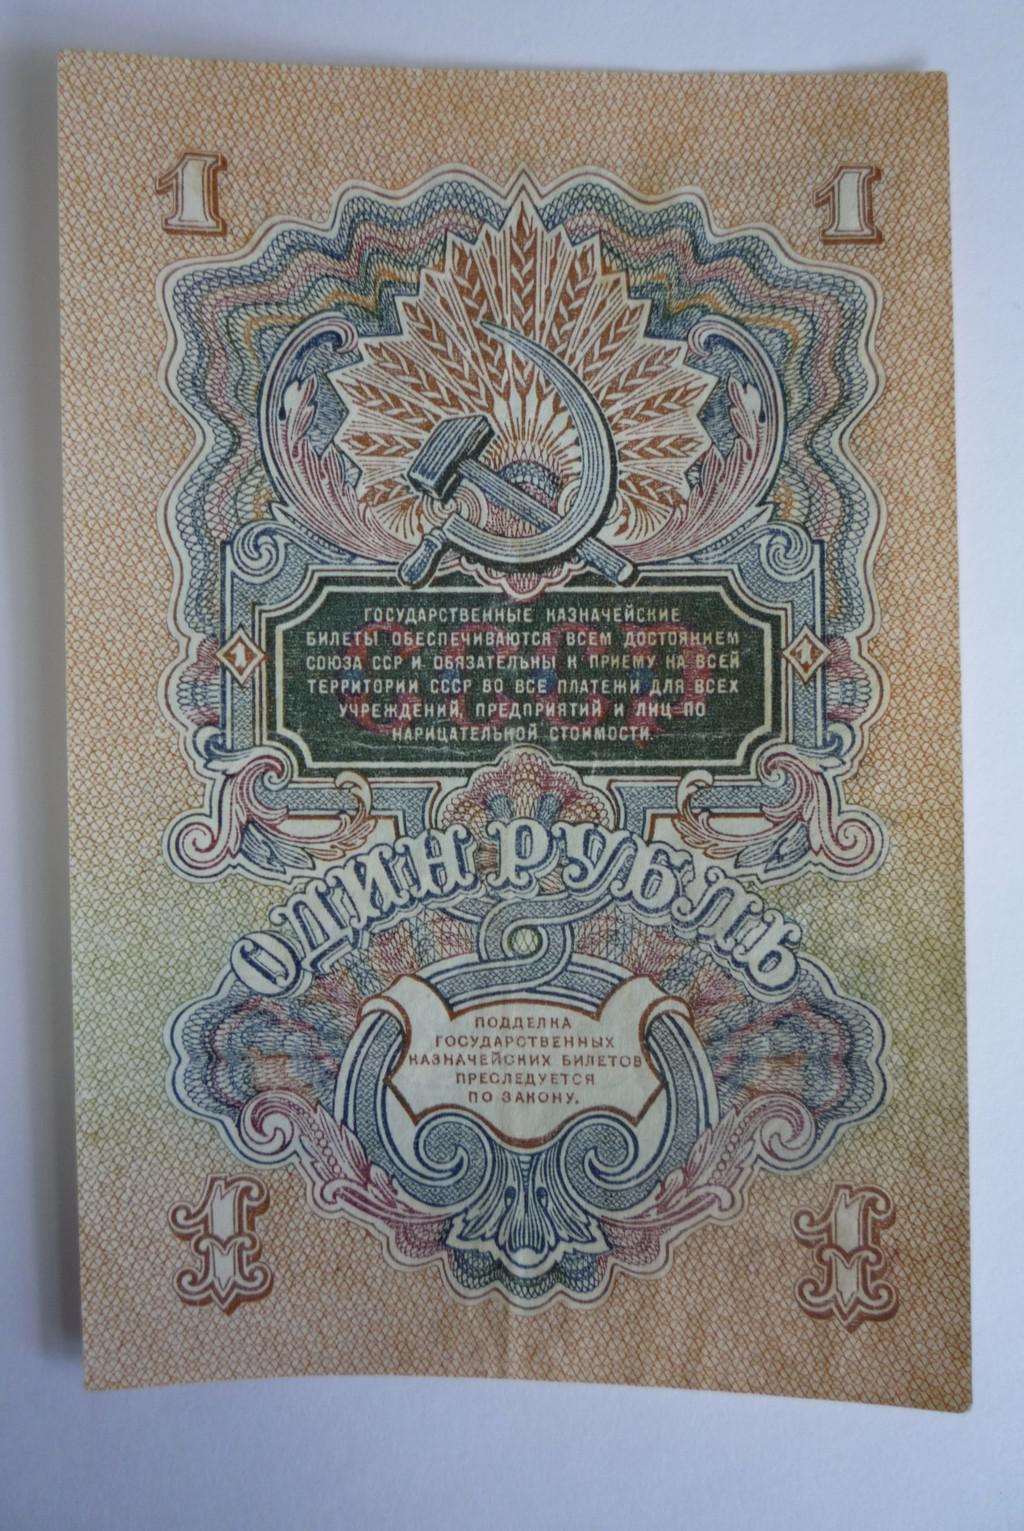 1 1
ГОСУДАРСТВЕННЫЕ КАЗНАЧЕЙСКИЕ
БИЛЕТЫ ОБЕСПЕЧИВАЮТСЯ ВСЕМ ДОСТОЯНИЕМ
СОЮЗА ССР И ОБЯЗАТЕЛЬНЫ К ПРИЕМУ НА ВСЕЙ
ТЕРРИТОРИИ СССР ВО ВСЕ ПЛАТЕЖИ ДЛЯ ВСЕХ
УЧРЕЖДЕНИЙ, ПРЕДПРИЯТИЙ И ЛИЦ ПО
НАРИЦАТЕЛЬНОЙ СТОИМОСТИ.
СССР
1 1
ОДИН РУБЛЬ
ПОДДЕЛКА
ГОСУДАРСТВЕННЫХ
КАЗНАЧЕЙСКИХ БИЛЕТОВ
ПРЕСЛЕДУЕТСЯ
ПО ЗАКОНУ.
1 1